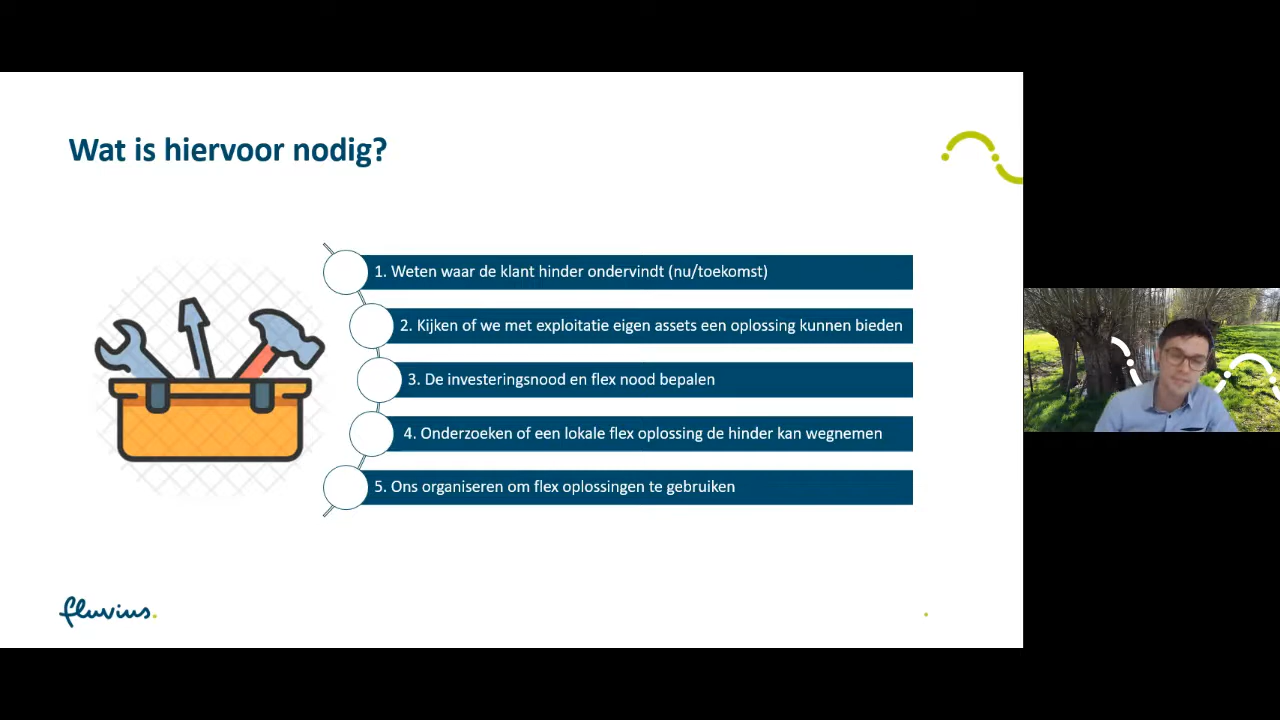 Wat is hiervoor nodig?
1. Weten waar de klant hinder ondervindt (nu/toekomst)
2. Kijken of we met exploitatie eigen assets een oplossing kunnen bieden
3. De investeringsnood en flex nood bepalen
4. Onderzoeken of een lokale flex oplossing de hinder kan wegnemen
5. Ons organiseren om flex oplossingen te gebruiken
fluvius.